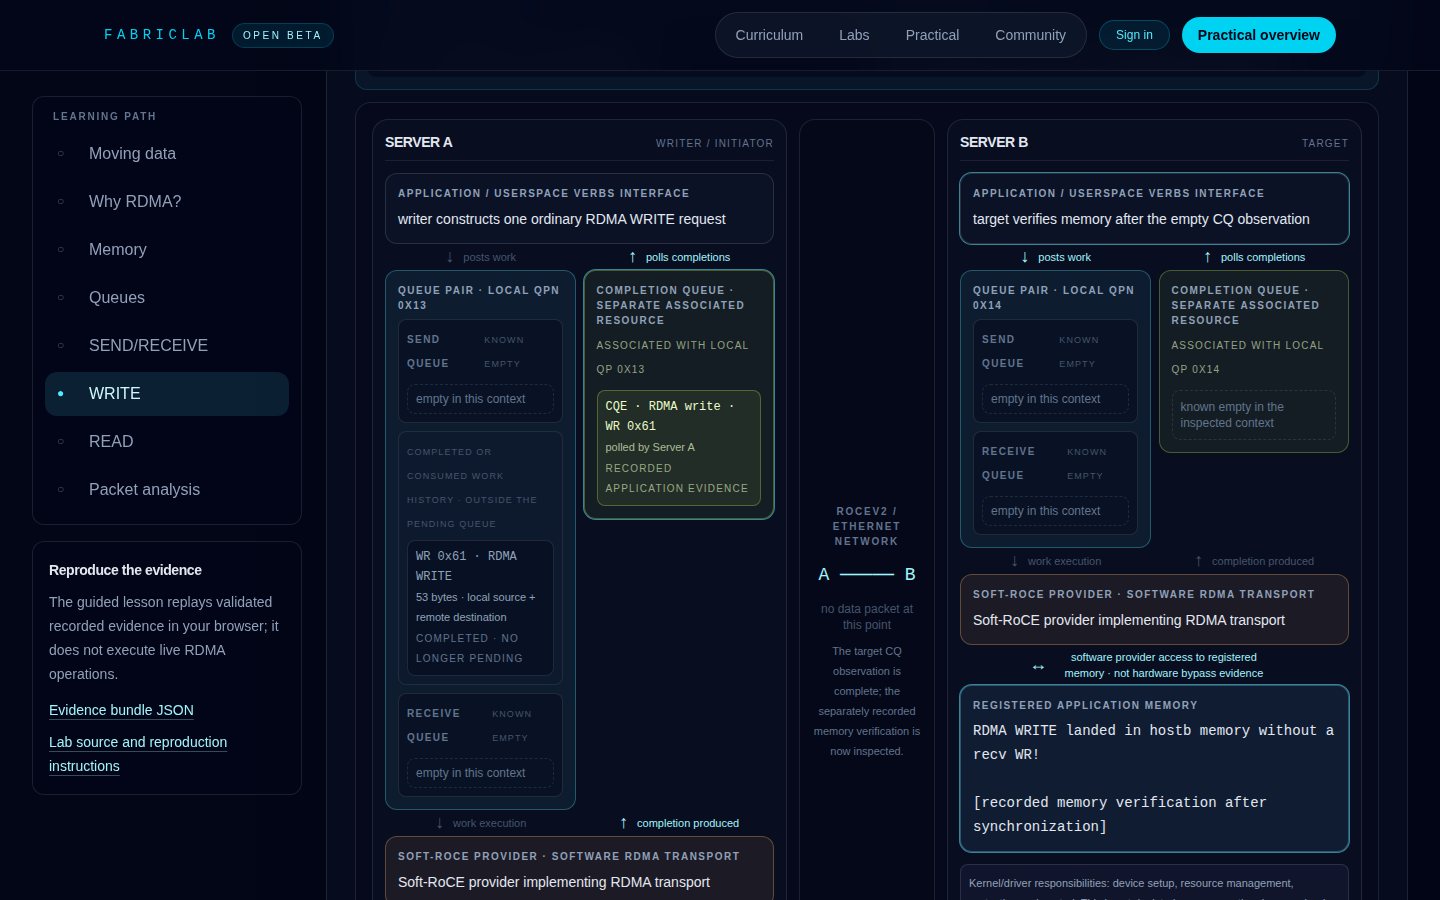 FABRICLAB
OPEN BETA
Curriculum
Labs
Practical
Community
Sign in
Practical overview
LEARNING PATH
Moving data
Why RDMA?
Memory
Queues
SEND/RECEIVE
WRITE
READ
Packet analysis
Reproduce the evidence
The guided lesson replays validated
recorded evidence in your browser; it
does not execute live RDMA
operations.
Evidence bundle JSON
Lab source and reproduction
instructions
SERVER A
WRITER / INITIATOR
APPLICATION / USERSPACE VERBS INTERFACE
writer constructs one ordinary RDMA WRITE request
↓ posts work
↑ polls completions
QUEUE PAIR · LOCAL QPN
0X13
SEND
QUEUE
KNOWN
EMPTY
empty in this context
COMPLETED OR
CONSUMED WORK
HISTORY · OUTSIDE THE
PENDING QUEUE
WR 0x61 · RDMA
WRITE
53 bytes · local source +
remote destination
COMPLETED · NO
LONGER PENDING
RECEIVE
QUEUE
KNOWN
EMPTY
empty in this context
COMPLETION QUEUE ·
SEPARATE ASSOCIATED
RESOURCE
ASSOCIATED WITH LOCAL
QP 0X13
CQE · RDMA write ·
WR 0x61
polled by Server A
RECORDED
APPLICATION EVIDENCE
↓ work execution
↑ completion produced
SOFT-ROCE PROVIDER · SOFTWARE RDMA TRANSPORT
Soft-RoCE provider implementing RDMA transport
ROCEV2 /
ETHERNET
NETWORK
A ——— B
no data packet at
this point
The target CQ
observation is
complete; the
separately recorded
memory verification is
now inspected.
SERVER B
TARGET
APPLICATION / USERSPACE VERBS INTERFACE
target verifies memory after the empty CQ observation
↓ posts work
↑ polls completions
QUEUE PAIR · LOCAL QPN
0X14
SEND
QUEUE
KNOWN
EMPTY
empty in this context
RECEIVE
QUEUE
KNOWN
EMPTY
empty in this context
COMPLETION QUEUE ·
SEPARATE ASSOCIATED
RESOURCE
ASSOCIATED WITH LOCAL
QP 0X14
known empty in the
inspected context
↓ work execution
↑ completion produced
SOFT-ROCE PROVIDER · SOFTWARE RDMA TRANSPORT
Soft-RoCE provider implementing RDMA transport
↔ software provider access to registered
memory · not hardware bypass evidence
REGISTERED APPLICATION MEMORY
RDMA WRITE landed in hostb memory without a
recv WR!
[recorded memory verification after
synchronization]
Kernel/driver responsibilities: device setup, resource management,